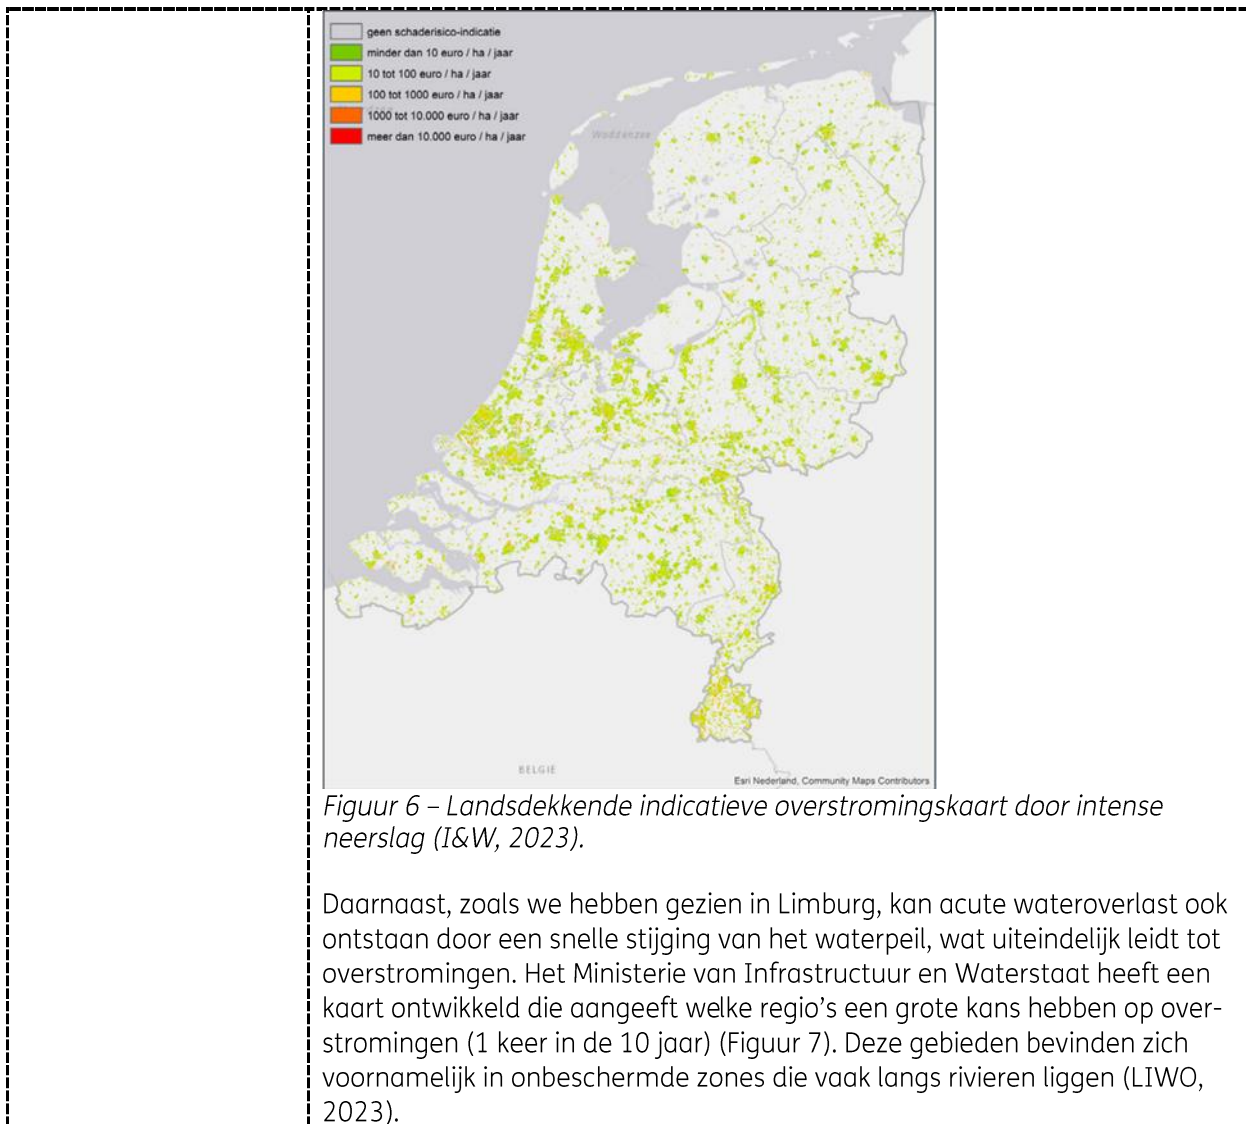 geen schaderisico-indicatie
minder dan 10 euro / ha / jaar
10 tot 100 euro / ha / jaar
100 tot 1000 euro / ha / jaar
1000 tot 10.000 euro / ha / jaar
meer dan 10.000 euro / ha / jaar
Waddenzee
BELGIE
Esri Nederland, Community Maps Contributors
Figuur 6 – Landsdekkende indicatieve overstromingskaart door intense
neerslag (I&W, 2023).
Daarnaast, zoals we hebben gezien in Limburg, kan acute wateroverlast ook
ontstaan door een snelle stijging van het waterpeil, wat uiteindelijk leidt tot
overstromingen. Het Ministerie van Infrastructuur en Waterstaat heeft een
kaart ontwikkeld die aangeeft welke regio’s een grote kans hebben op over-
stromingen (1 keer in de 10 jaar) (Figuur 7). Deze gebieden bevinden zich
voornamelijk in onbeschermde zones die vaak langs rivieren liggen (LIWO,
2023).